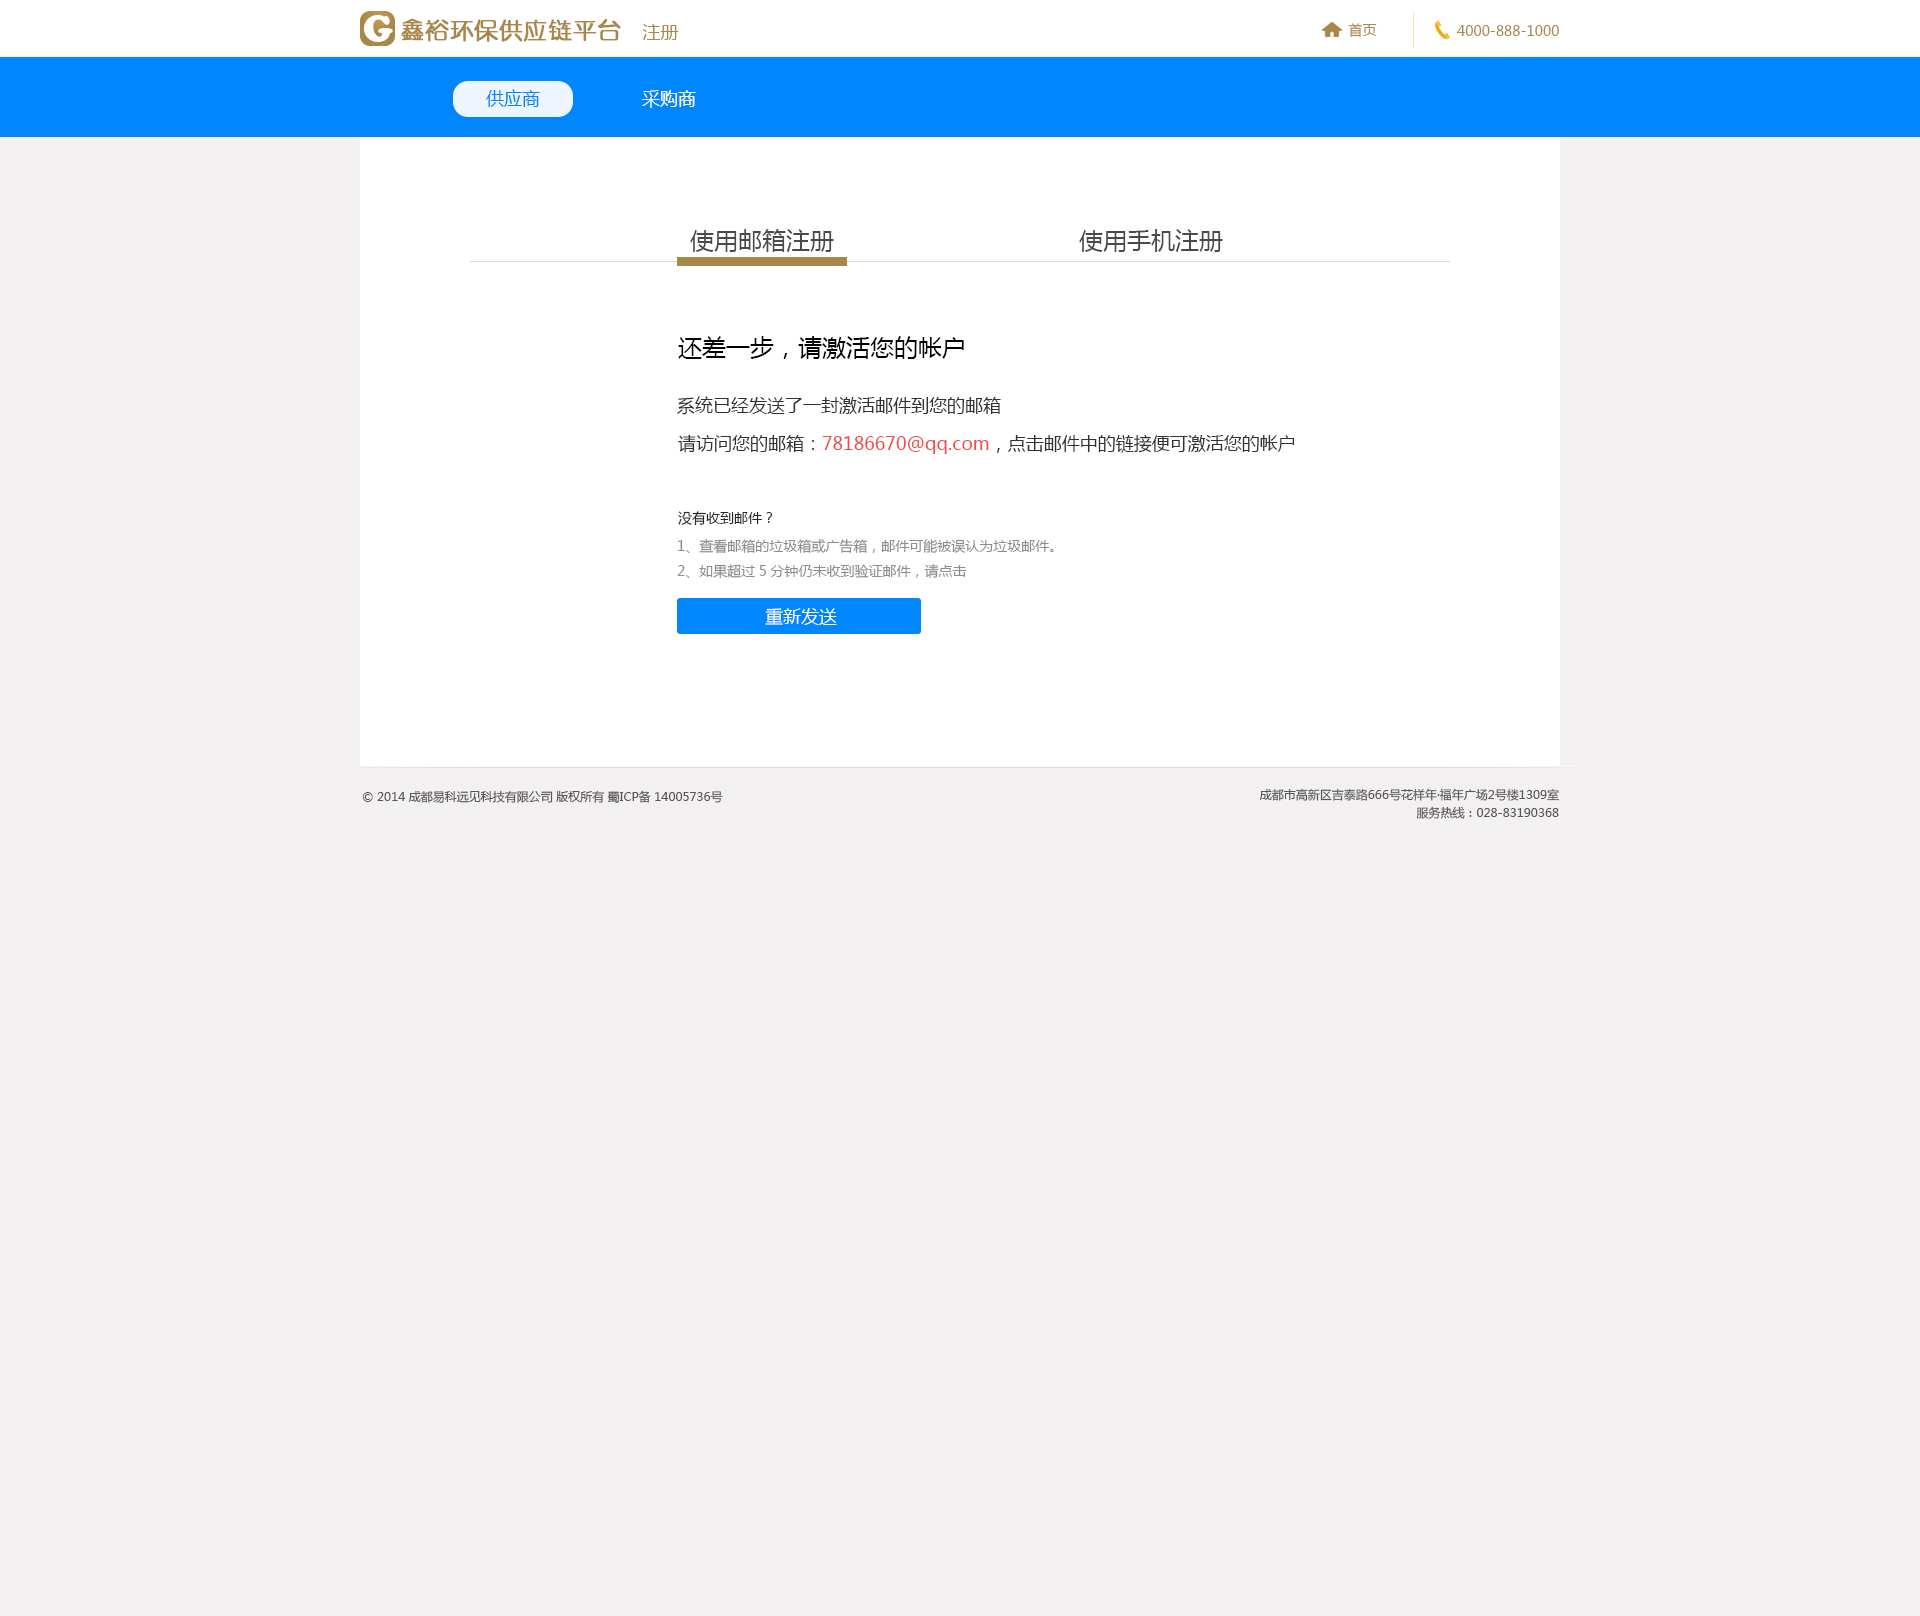 鑫裕环保供应链平台 注册 首页 4000-888-1000
供应商 采购商
使用邮箱注册 使用手机注册
还差一步，请激活您的帐户
系统已经发送了一封激活邮件到您的邮箱
请访问您的邮箱：78186670@qq.com，点击邮件中的链接便可激活您的帐户
没有收到邮件？
1、查看邮箱的垃圾箱或广告箱，邮件可能被误认为垃圾邮件。
2、如果超过 5 分钟仍未收到验证邮件，请点击
重新发送
© 2014 成都易科远见科技有限公司 版权所有 蜀ICP备 14005736号
成都市高新区吉泰路666号花样年·福年广场2号楼1309室
服务热线：028-83190368